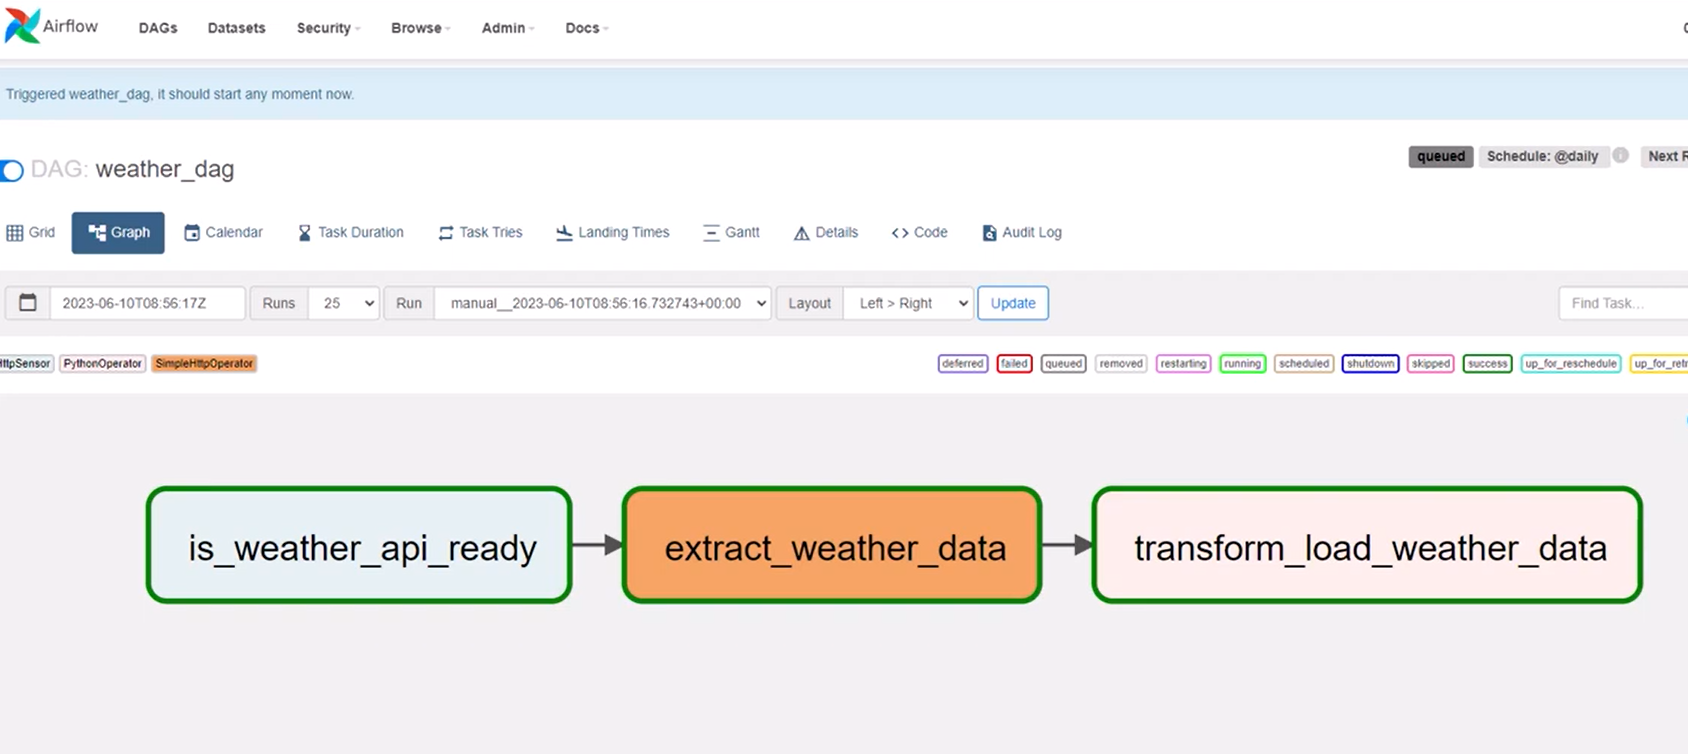 Airflow DAGs Datasets Security Browse Admin Docs
Triggered weather_dag, it should start any moment now.
DAG: weather_dag queued Schedule: @daily Next R
Grid Graph Calendar Task Duration Task Tries Landing Times Gantt Details Code Audit Log
2023-06-10T08:56:17Z Runs 25 Run manual__2023-06-10T08:56:16.732743+00:00 Layout Left > Right Update Find Task...
ttpSensor PythonOperator SimpleHttpOperator deferred failed queued removed restarting running scheduled shutdown skipped success up_for_reschedule up_for_retr
is_weather_api_ready extract_weather_data transform_load_weather_data